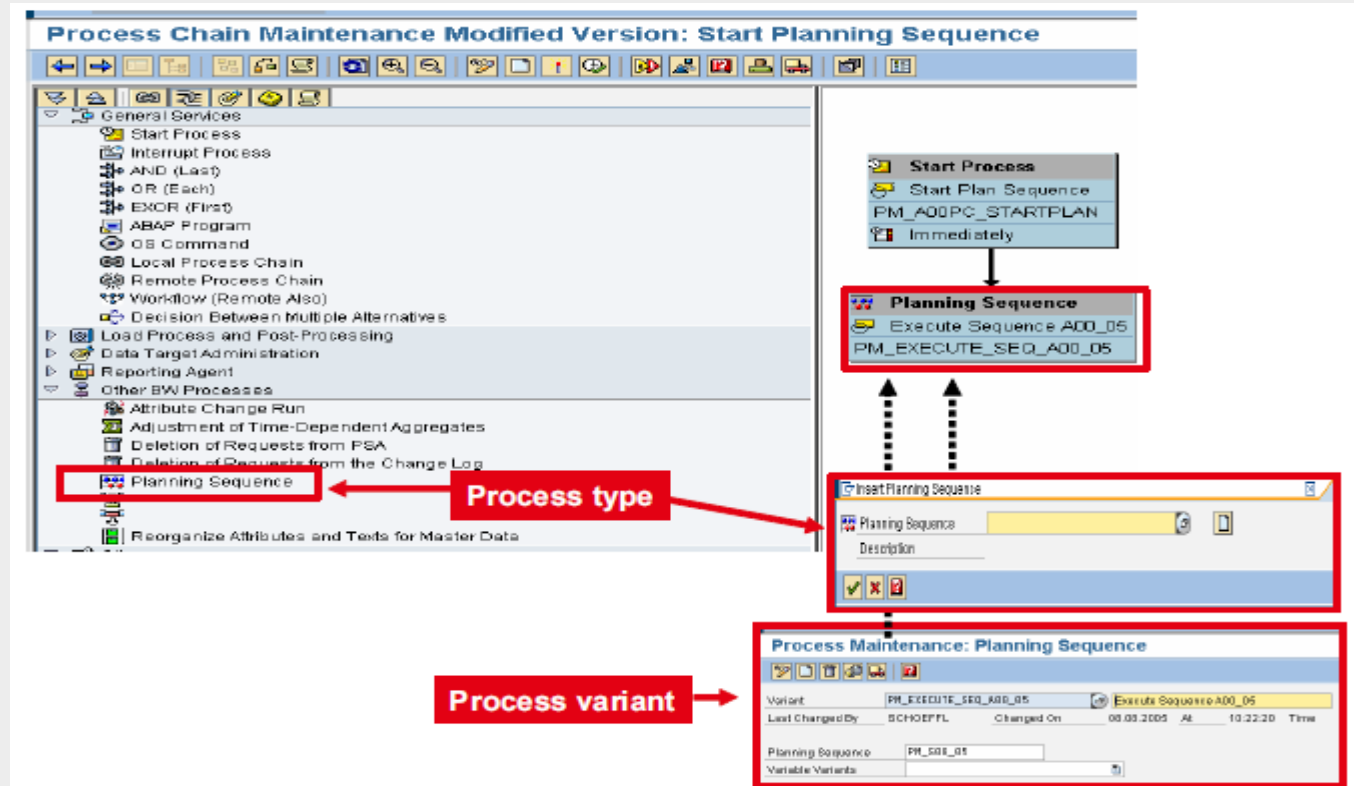 Process Chain Maintenance Modified Version: Start Planning Sequence
General Services
Start Process
Interrupt Process
AND (Last)
OR (Each)
EXOR (First)
ABAP Program
OS Command
Local Process Chain
Remote Process Chain
Workflow (Remote Also)
Decision Between Multiple Alternatives
Load Process and Post-Processing
Data Target Administration
Reporting Agent
Other BW Processes
Attribute Change Run
Adjustment of Time-Dependent Aggregates
Deletion of Requests from PSA
Deletion of Requests from the Change Log
Planning Sequence
Reorganize Attributes and Texts for Master Data
Start Process
Start Plan Sequence
PM_A00PC_STARTPLAN
Immediately
Planning Sequence
Execute Sequence A00_05
PM_EXECUTE_SEQ_A00_05
Process type
Insert Planning Sequence
Planning Sequence
Description
Process variant
Process Maintenance: Planning Sequence
Variant PM_EXECUTE_SEQ_A00_05 Execute Sequence A00_05
Last Changed By SCHOEFFL Changed On 08.08.2005 At 10:22:20 Time
Planning Sequence
Variable Variants